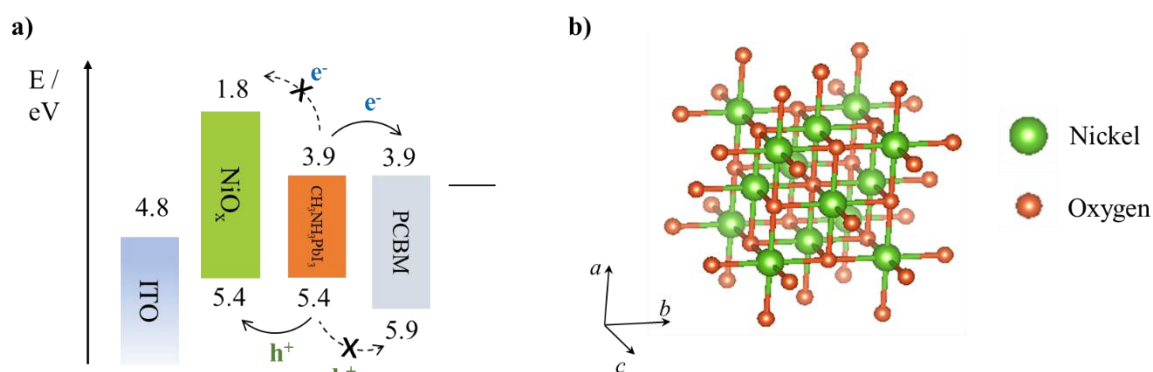 a)
E /
eV
1.8
e⁻
e⁻
3.9
3.9
4.8
NiOₓ
CH₃NH₃PbI₃
PCBM
ITO
5.4
5.4
5.9
h⁺
b)
Nickel
Oxygen
a
b
c